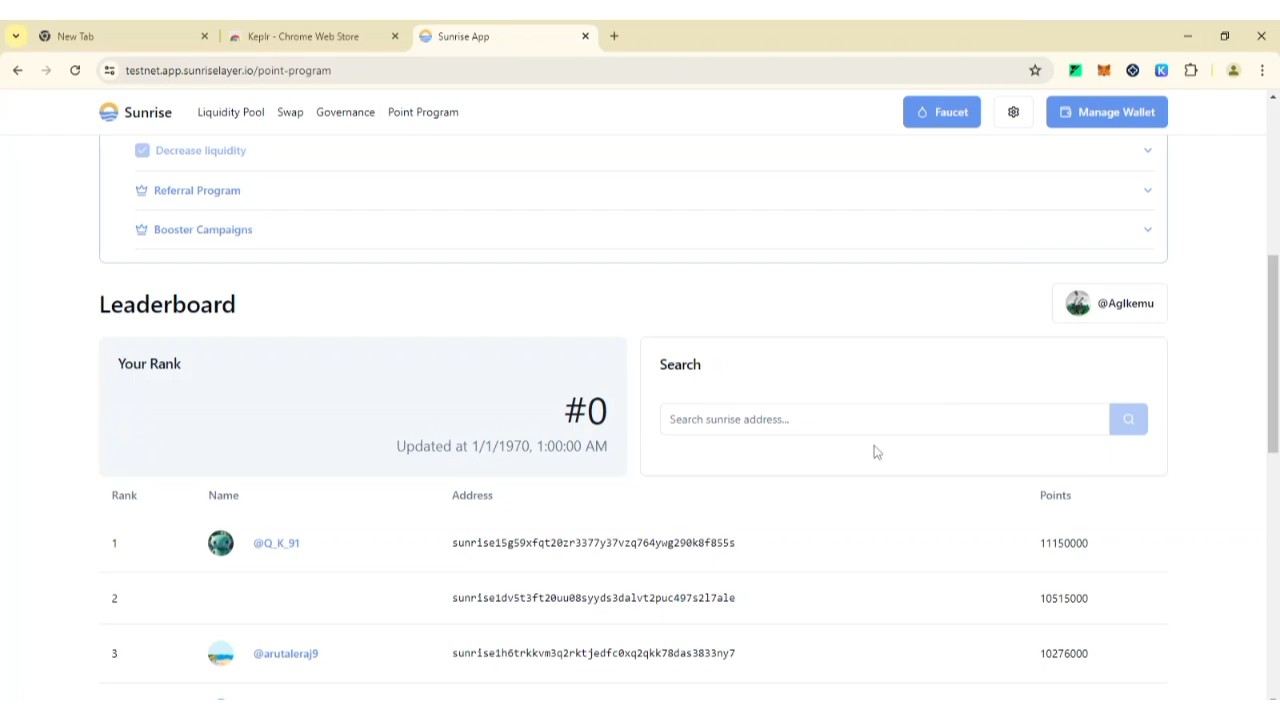 New Tab
Keplr - Chrome Web Store
Sunrise App
testnet.app.sunriselayer.io/point-program
Sunrise
Liquidity Pool
Swap
Governance
Point Program
Faucet
Manage Wallet
Decrease liquidity
Referral Program
Booster Campaigns
Leaderboard
@Aglkemu
Your Rank
#0
Updated at 1/1/1970, 1:00:00 AM
Search
Search sunrise address...
Rank Name Address Points
1 @Q_K_91 sunrise15g59xfqt20zr3377y37vzq764ywg290k8f855s 11150000
2 sunrise1dv5t3ft20uu08syyds3dalvt2puc497s2l7ale 10515000
3 @arutaleraj9 sunrise1h6trkkvm3q2rktjedfc0xq2qkk78das3833ny7 10276000